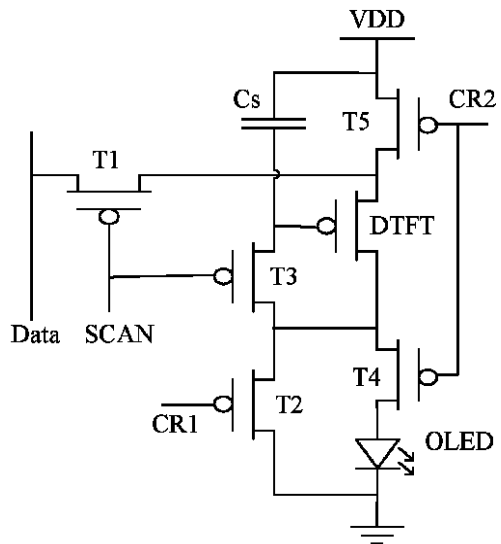 VDD
Cs
CR2
T5
T1
DTFT
T3
Data
SCAN
T4
T2
CR1
OLED